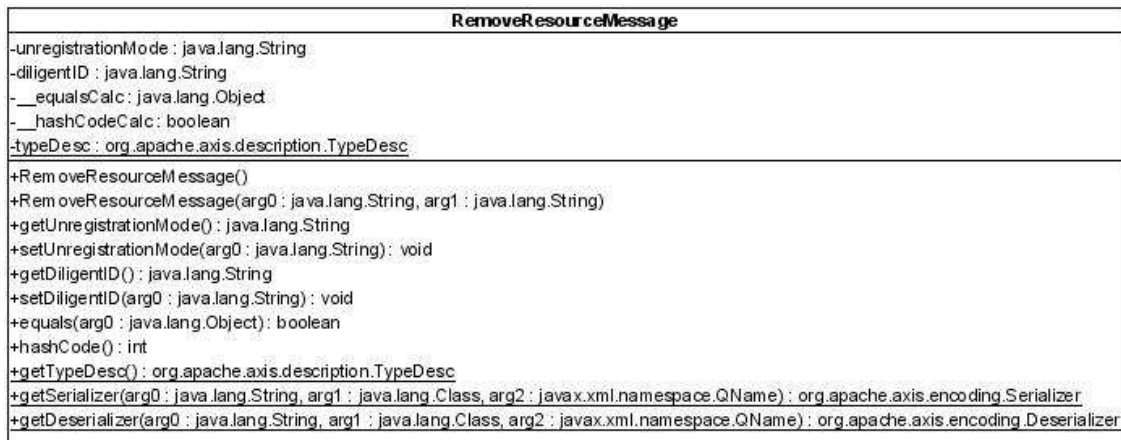 RemoveResourceMessage
-unregistrationMode : java.lang.String
-diligentID : java.lang.String
-__equalsCalc : java.lang.Object
-__hashCodeCalc : boolean
-typeDesc : org.apache.axis.description.TypeDesc
+RemoveResourceMessage()
+RemoveResourceMessage(arg0 : java.lang.String, arg1 : java.lang.String)
+getUnregistrationMode() : java.lang.String
+setUnregistrationMode(arg0 : java.lang.String) : void
+getDiligentID() : java.lang.String
+setDiligentID(arg0 : java.lang.String) : void
+equals(arg0 : java.lang.Object) : boolean
+hashCode() : int
+getTypeDesc() : org.apache.axis.description.TypeDesc
+getSerializer(arg0 : java.lang.String, arg1 : java.lang.Class, arg2 : javax.xml.namespace.QName) : org.apache.axis.encoding.Serializer
+getDeserializer(arg0 : java.lang.String, arg1 : java.lang.Class, arg2 : javax.xml.namespace.QName) : org.apache.axis.encoding.Deserializer